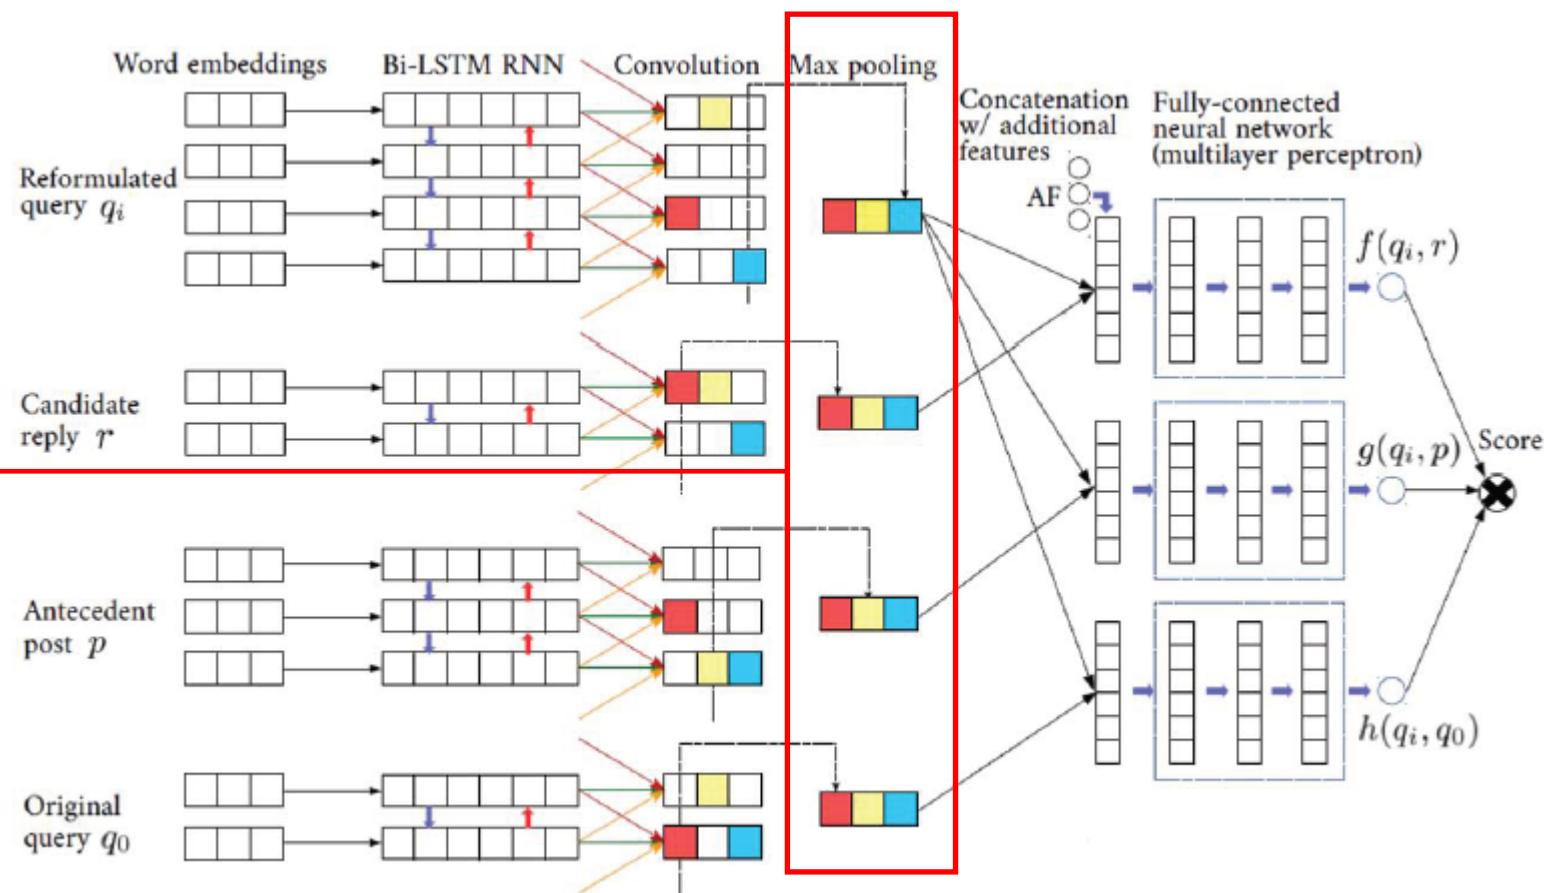 Word embeddings
Bi-LSTM RNN
Convolution
Max pooling
Concatenation
w/ additional
features
Fully-connected
neural network
(multilayer perceptron)
AF
Reformulated
query qᵢ
f(qᵢ, r)
Candidate
reply r
g(qᵢ, p)
Score
Antecedent
post p
h(qᵢ, q₀)
Original
query q₀